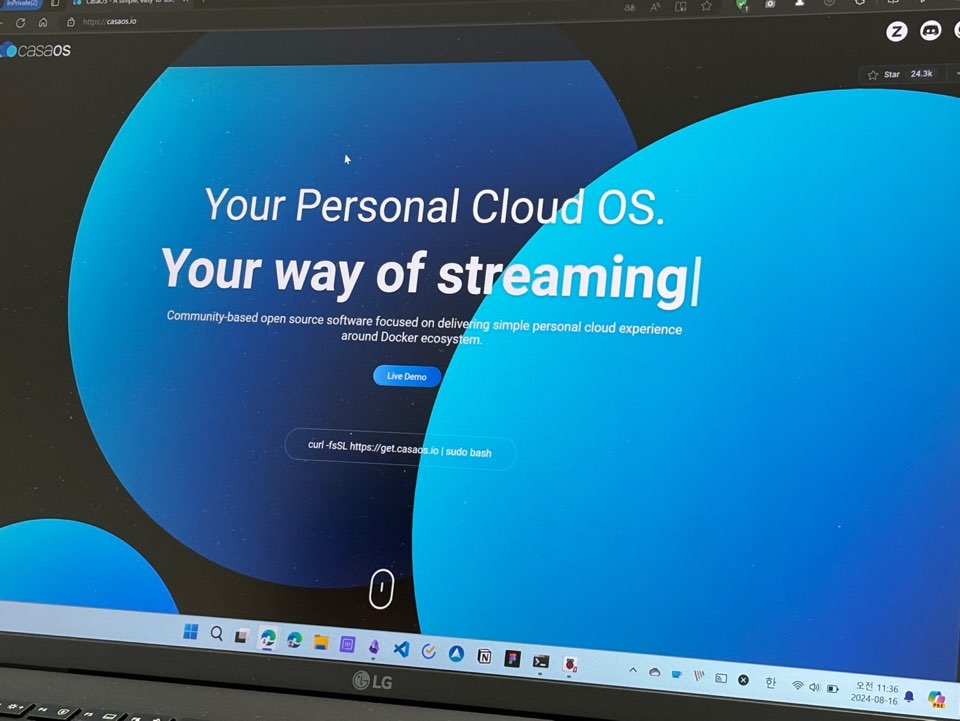 InPrivate(2)
CasaOS - A simple, easy-to-use,
https://casaos.io
casaOS
Z
Star 24.3k
Your Personal Cloud OS.
Your way of streaming
Community-based open source software focused on delivering simple personal cloud experience
around Docker ecosystem.
Live Demo
curl -fsSL https://get.casaos.io | sudo bash
한
오전 11:36
2024-08-16
LG